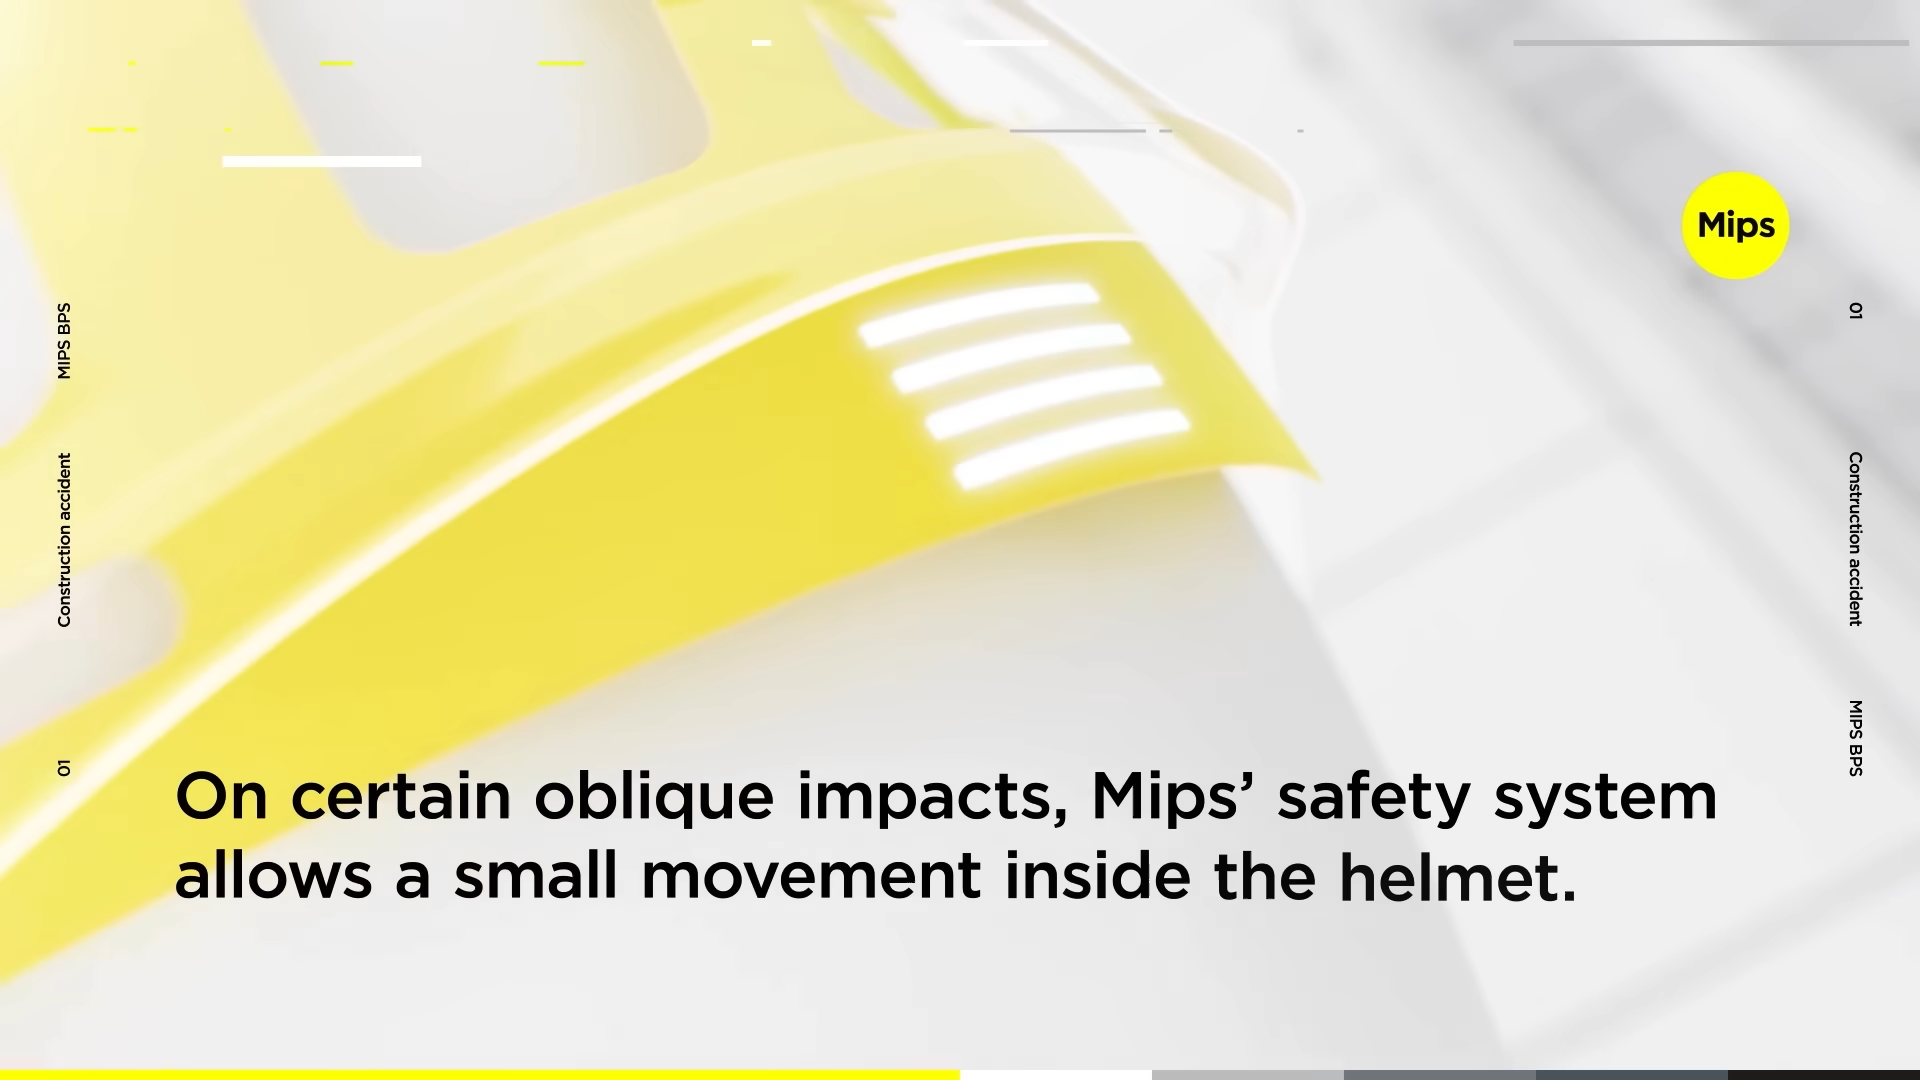 Mips
MIPS BPS
Construction accident
01
01
Construction accident
MIPS BPS
On certain oblique impacts, Mips’ safety system
allows a small movement inside the helmet.